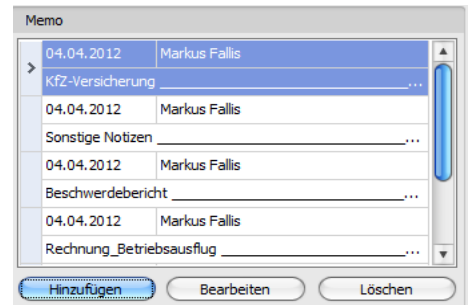 Memo
04.04.2012 Markus Fallis
KfZ-Versicherung ...
04.04.2012 Markus Fallis
Sonstige Notizen ...
04.04.2012 Markus Fallis
Beschwerdebericht ...
04.04.2012 Markus Fallis
Rechnung_Betriebsausflug ...
Hinzufügen Bearbeiten Löschen